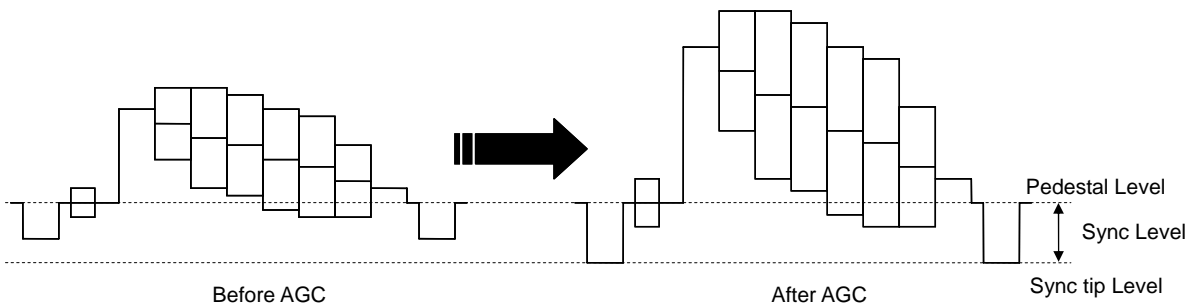 Pedestal Level
Sync Level
Sync tip Level
Before AGC
After AGC